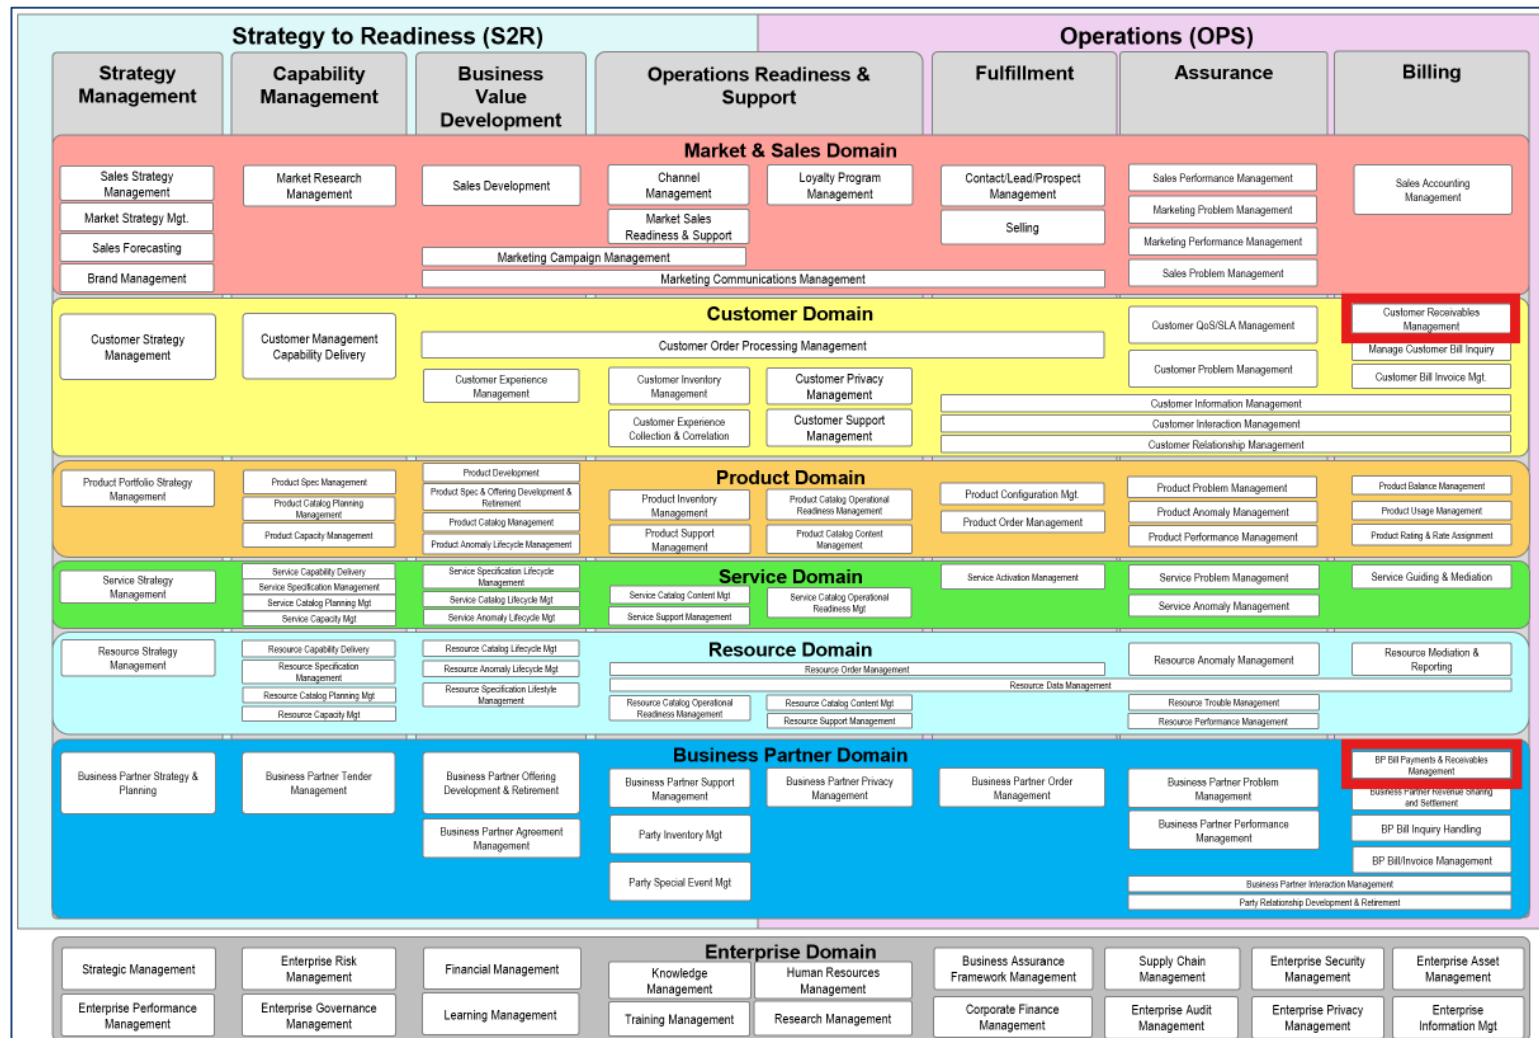 Strategy to Readiness (S2R)
Operations (OPS)
Strategy
Management
Capability
Management
Business
Value
Development
Operations Readiness &
Support
Fulfillment
Assurance
Billing
Market & Sales Domain
Sales Strategy
Management
Market Strategy Mgt.
Sales Forecasting
Brand Management
Market Research
Management
Sales Development
Channel
Management
Loyalty Program
Management
Market Sales
Readiness & Support
Marketing Campaign Management
Marketing Communications Management
Contact/Lead/Prospect
Management
Selling
Sales Performance Management
Marketing Problem Management
Marketing Performance Management
Sales Problem Management
Sales Accounting
Management
Customer Domain
Customer Strategy
Management
Customer Management
Capability Delivery
Customer Order Processing Management
Customer Experience
Management
Customer Inventory
Management
Customer Privacy
Management
Customer Experience
Collection & Correlation
Customer Support
Management
Customer QoS/SLA Management
Customer Problem Management
Customer Receivables
Management
Manage Customer Bill Inquiry
Customer Bill Invoice Mgt.
Customer Information Management
Customer Interaction Management
Customer Relationship Management
Product Domain
Product Portfolio Strategy
Management
Product Spec Management
Product Catalog Planning
Management
Product Capacity Management
Product Development
Product Spec & Offering Development &
Retirement
Product Catalog Management
Product Anomaly Lifecycle Management
Product Inventory
Management
Product Catalog Operational
Readiness Management
Product Support
Management
Product Catalog Content
Management
Product Configuration Mgt.
Product Order Management
Product Problem Management
Product Anomaly Management
Product Performance Management
Product Balance Management
Product Usage Management
Product Rating & Rate Assignment
Service Domain
Service Strategy
Management
Service Capability Delivery
Service Specification Management
Service Catalog Planning Mgt
Service Capacity Mgt
Service Specification Lifecycle
Management
Service Catalog Lifecycle Mgt
Service Anomaly Lifecycle Mgt
Service Catalog Content Mgt
Service Support Management
Service Catalog Operational
Readiness Mgt
Service Activation Management
Service Problem Management
Service Anomaly Management
Service Guiding & Mediation
Resource Domain
Resource Strategy
Management
Resource Capability Delivery
Resource Specification
Management
Resource Catalog Planning Mgt
Resource Capacity Mgt
Resource Catalog Lifecycle Mgt
Resource Anomaly Lifecycle Mgt
Resource Specification Lifestyle
Management
Resource Order Management
Resource Data Management
Resource Catalog Operational
Readiness Management
Resource Catalog Content Mgt
Resource Support Management
Resource Anomaly Management
Resource Trouble Management
Resource Performance Management
Resource Mediation &
Reporting
Business Partner Domain
Business Partner Strategy &
Planning
Business Partner Tender
Management
Business Partner Offering
Development & Retirement
Business Partner Agreement
Management
Business Partner Support
Management
Business Partner Privacy
Management
Party Inventory Mgt
Party Special Event Mgt
Business Partner Order
Management
Business Partner Problem
Management
Business Partner Performance
Management
BP Bill Payments & Receivables
Management
Business Partner Revenue Sharing
and Settlement
BP Bill Inquiry Handling
BP Bill/Invoice Management
Business Partner Interaction Management
Party Relationship Development & Retirement
Enterprise Domain
Strategic Management
Enterprise Risk
Management
Financial Management
Knowledge
Management
Human Resources
Management
Business Assurance
Framework Management
Supply Chain
Management
Enterprise Security
Management
Enterprise Asset
Management
Enterprise Performance
Management
Enterprise Governance
Management
Learning Management
Training Management
Research Management
Corporate Finance
Management
Enterprise Audit
Management
Enterprise Privacy
Management
Enterprise
Information Mgt